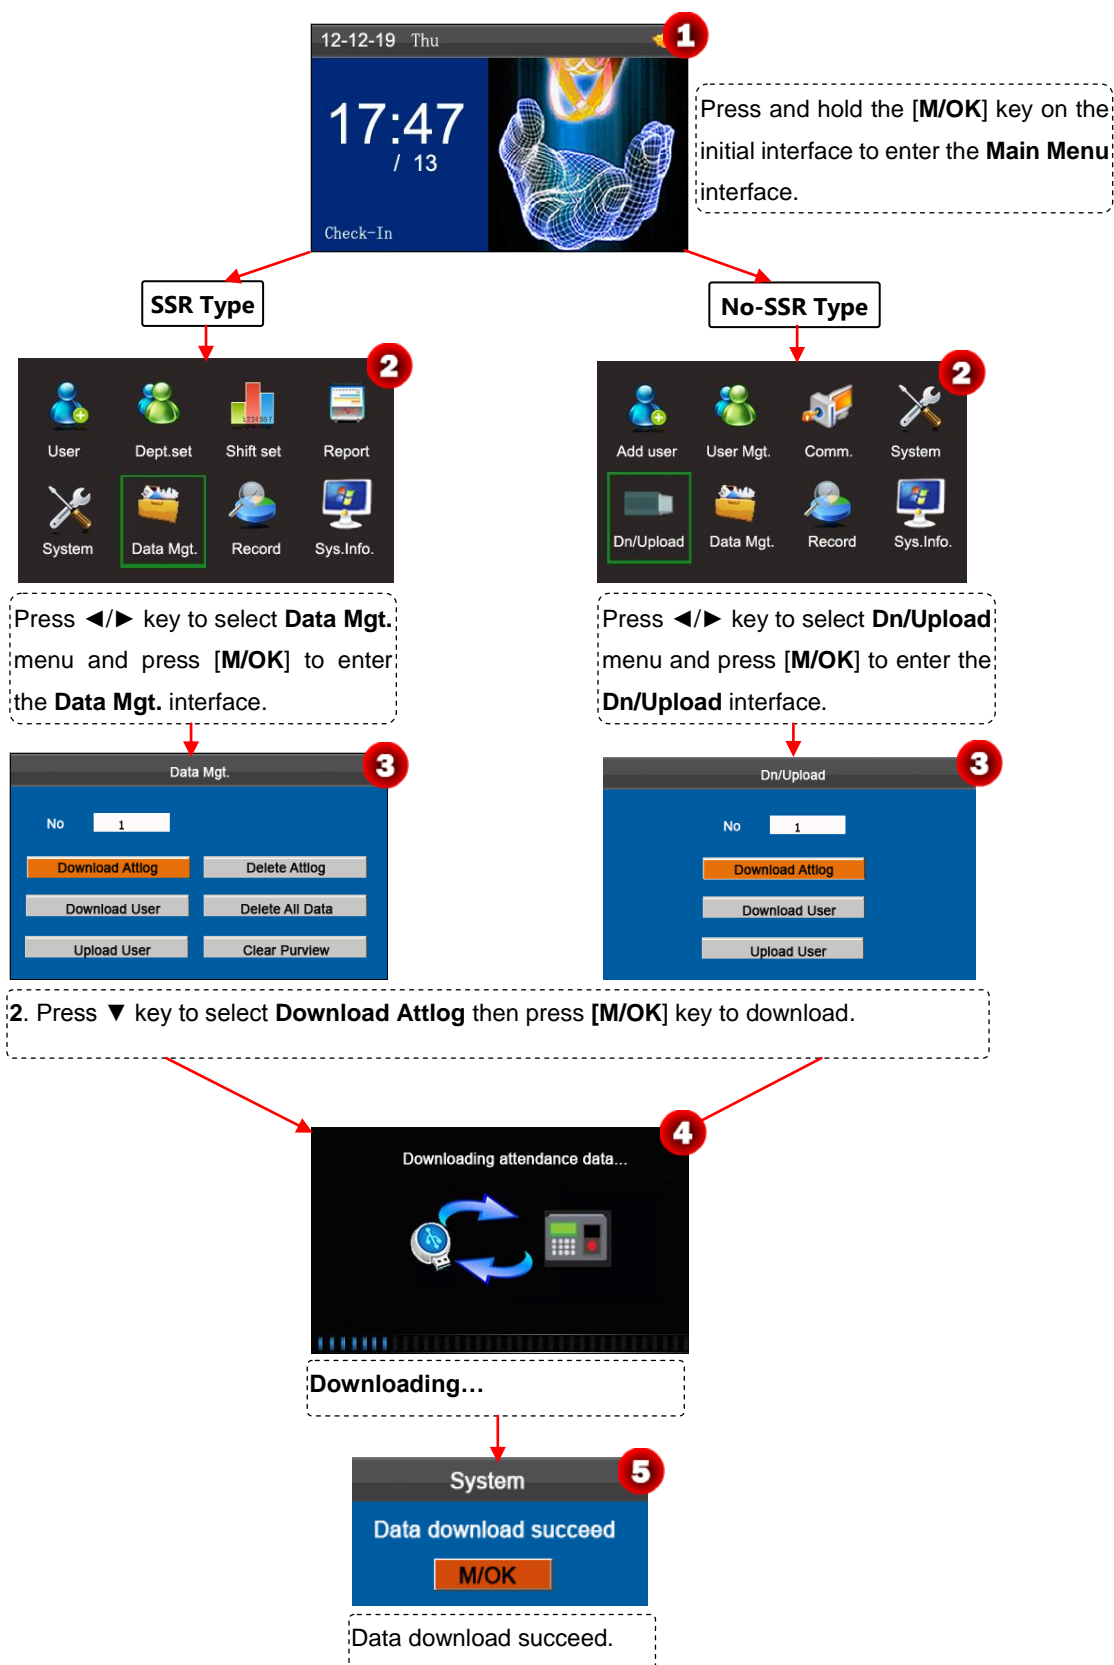 12-12-19 Thu
1
17:47
/ 13
Check-In
Press and hold the [M/OK] key on the
initial interface to enter the Main Menu
interface.
SSR Type
No-SSR Type
2
User Dept.set Shift set Report
1234567
System Data Mgt. Record Sys.Info.
2
Add user User Mgt. Comm. System
Dn/Upload Data Mgt. Record Sys.Info.
Press ◄/► key to select Data Mgt.
menu and press [M/OK] to enter
the Data Mgt. interface.
Press ◄/► key to select Dn/Upload
menu and press [M/OK] to enter the
Dn/Upload interface.
3
Data Mgt.
No 1
Download Attlog Delete Attlog
Download User Delete All Data
Upload User Clear Purview
3
Dn/Upload
No 1
Download Attlog
Download User
Upload User
2. Press ▼ key to select Download Attlog then press [M/OK] key to download.
4
Downloading attendance data...
Downloading…
5
System
Data download succeed
M/OK
Data download succeed.